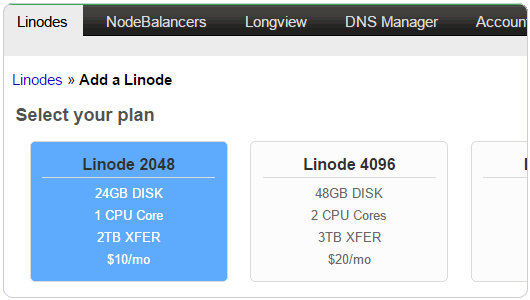 Linodes NodeBalancers Longview DNS Manager Accoun
Linodes » Add a Linode
Select your plan
Linode 2048
24GB DISK
1 CPU Core
2TB XFER
$10/mo
Linode 4096
48GB DISK
2 CPU Cores
3TB XFER
$20/mo